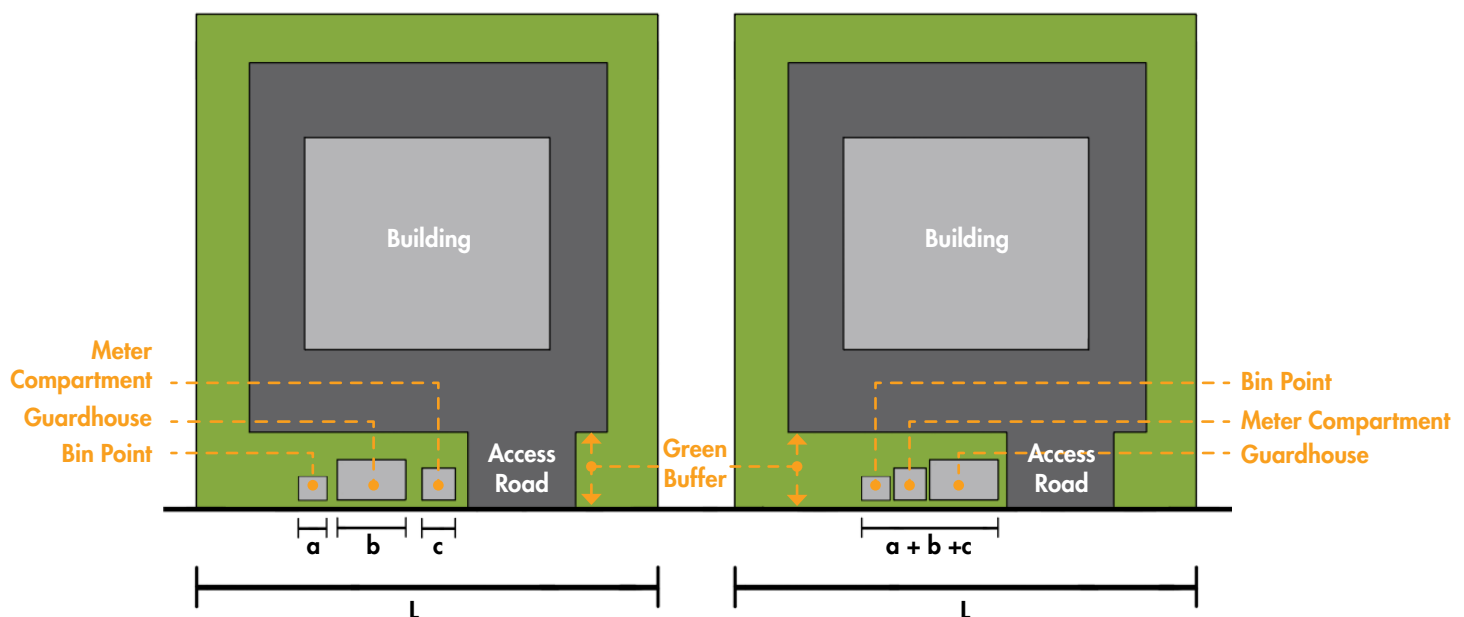 Building
Building
Meter
Compartment
Guardhouse
Bin Point
Access
Road
Green
Buffer
Access
Road
Bin Point
Meter Compartment
Guardhouse
a
b
c
a + b +c
L
L